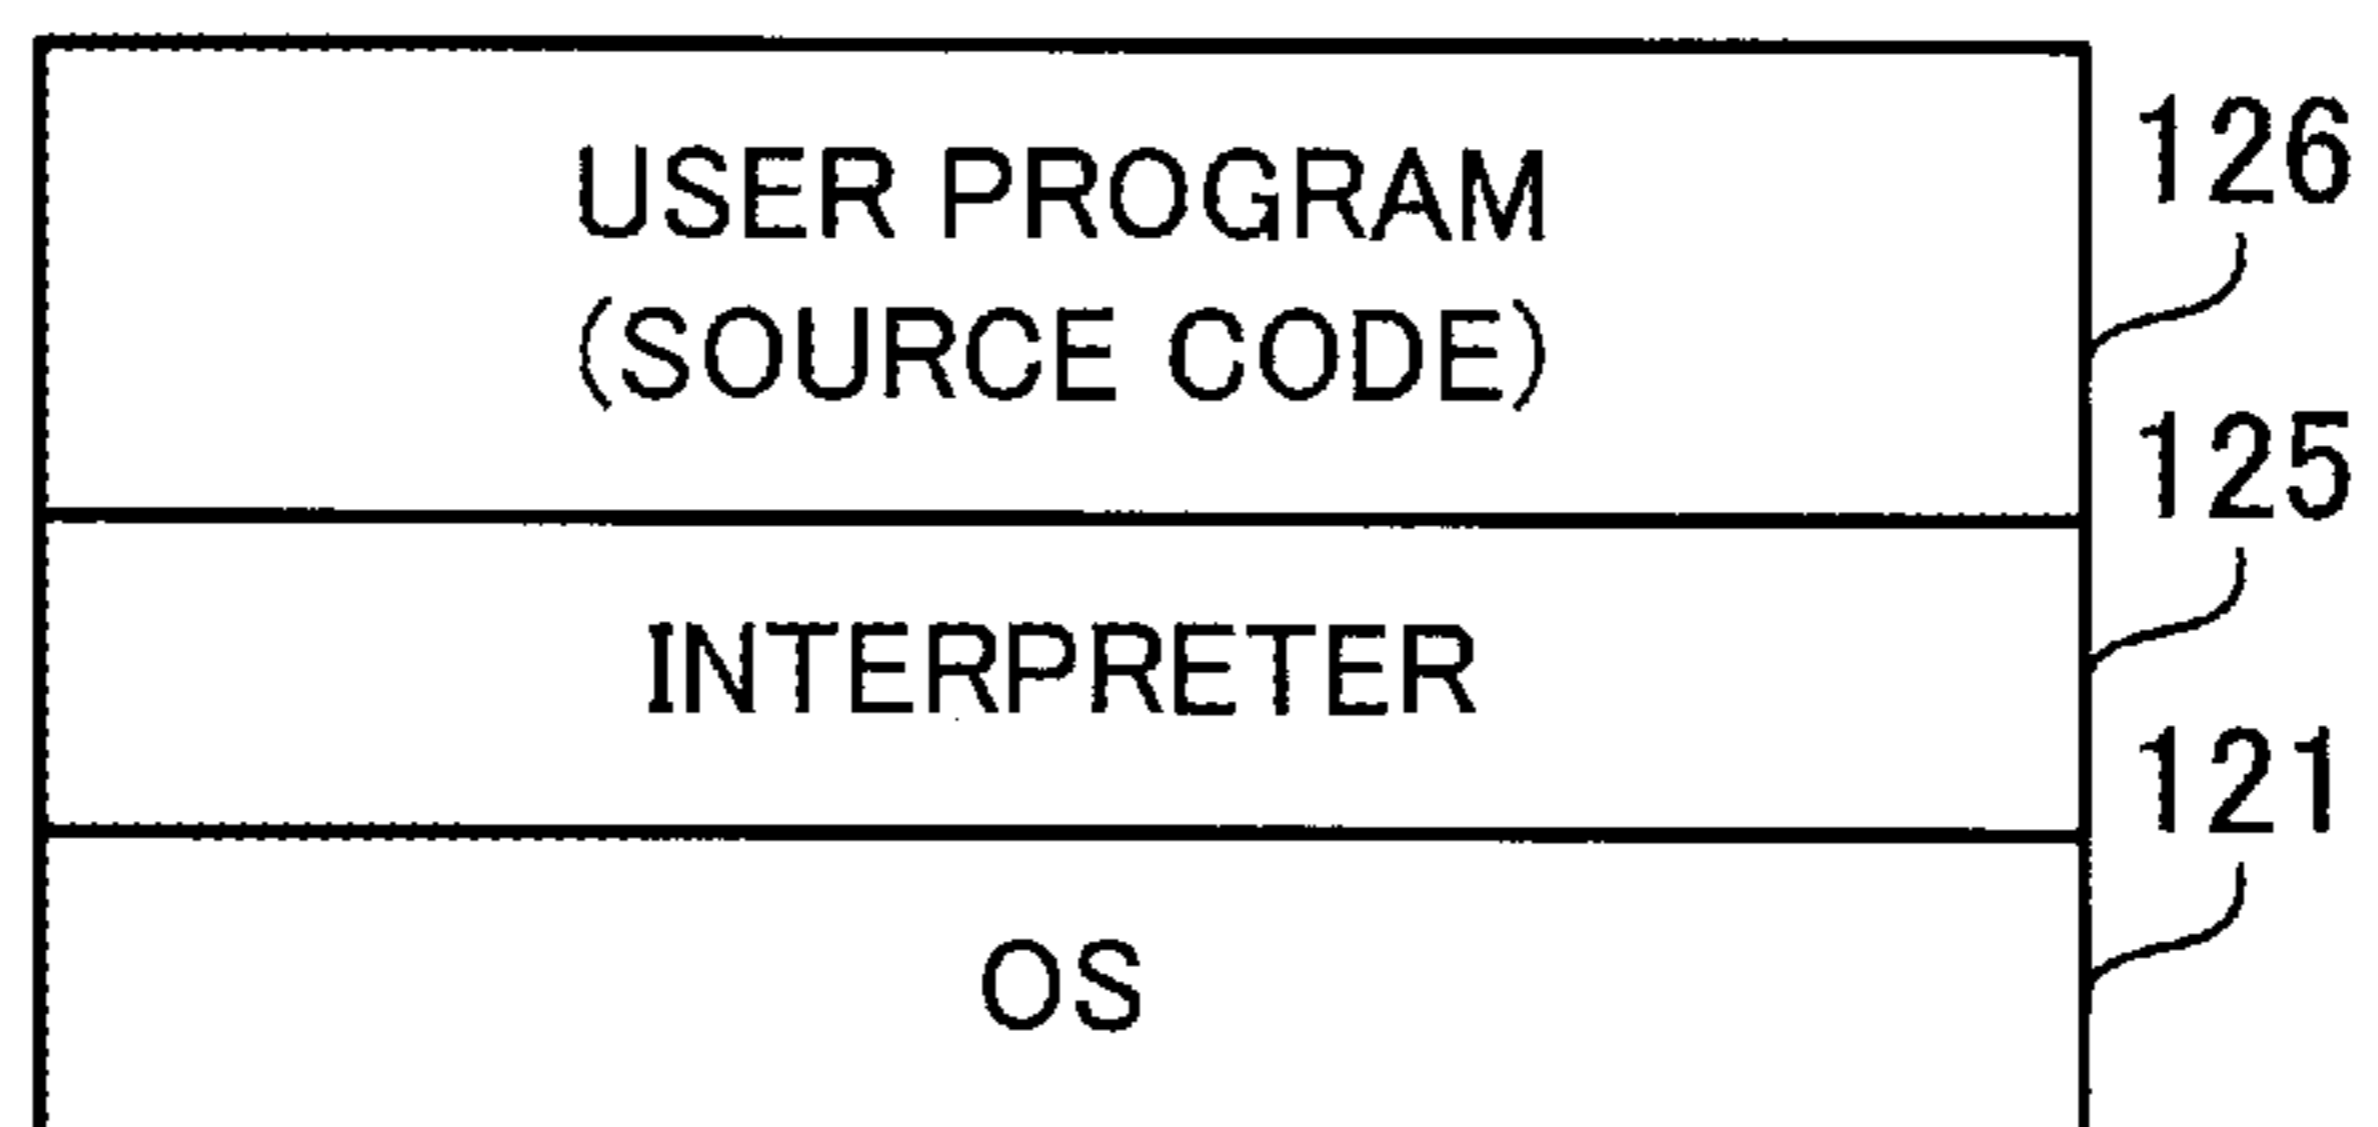 USER PROGRAM
(SOURCE CODE)
126
INTERPRETER
125
OS
121